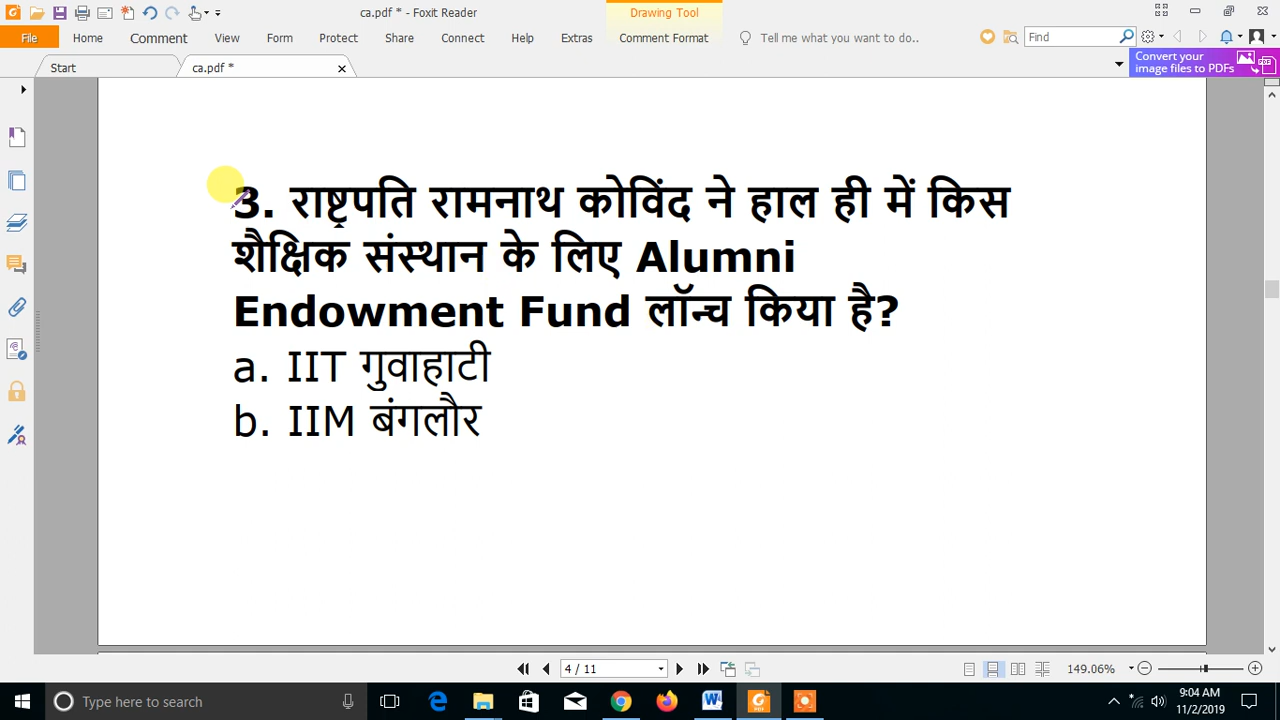 ca.pdf * - Foxit Reader
Drawing Tool
File Home Comment View Form Protect Share Connect Help Extras Comment Format Tell me what you want to do.. Find
Start ca.pdf *
Convert your
image files to PDFs
3. राष्ट्रपति रामनाथ कोविंद ने हाल ही में किस
शैक्षिक संस्थान के लिए Alumni
Endowment Fund लॉन्च किया है?
a. IIT गुवाहाटी
b. IIM बंगलौर
4 / 11 149.06%
Type here to search
9:04 AM
11/2/2019